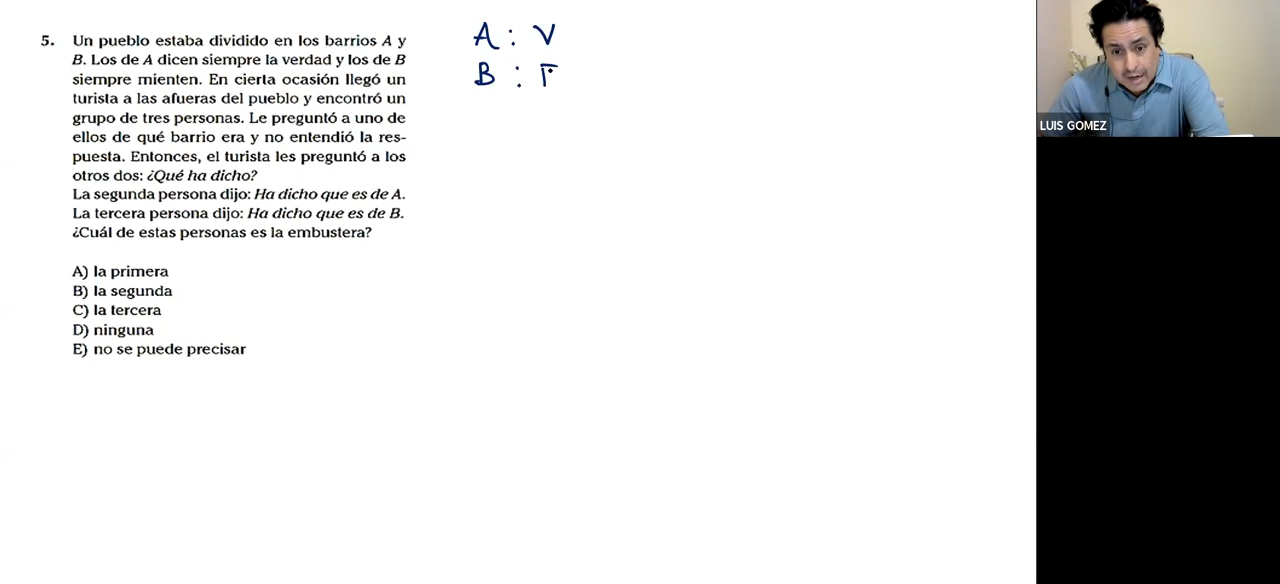 5. Un pueblo estaba dividido en los barrios A y
B. Los de A dicen siempre la verdad y los de B
siempre mienten. En cierta ocasión llegó un
turista a las afueras del pueblo y encontró un
grupo de tres personas. Le preguntó a uno de
ellos de qué barrio era y no entendió la res-
puesta. Entonces, el turista les preguntó a los
otros dos: ¿Qué ha dicho?
La segunda persona dijo: Ha dicho que es de A.
La tercera persona dijo: Ha dicho que es de B.
¿Cuál de estas personas es la embustera?
A) la primera
B) la segunda
C) la tercera
D) ninguna
E) no se puede precisar
A : V
B : F
LUIS GOMEZ